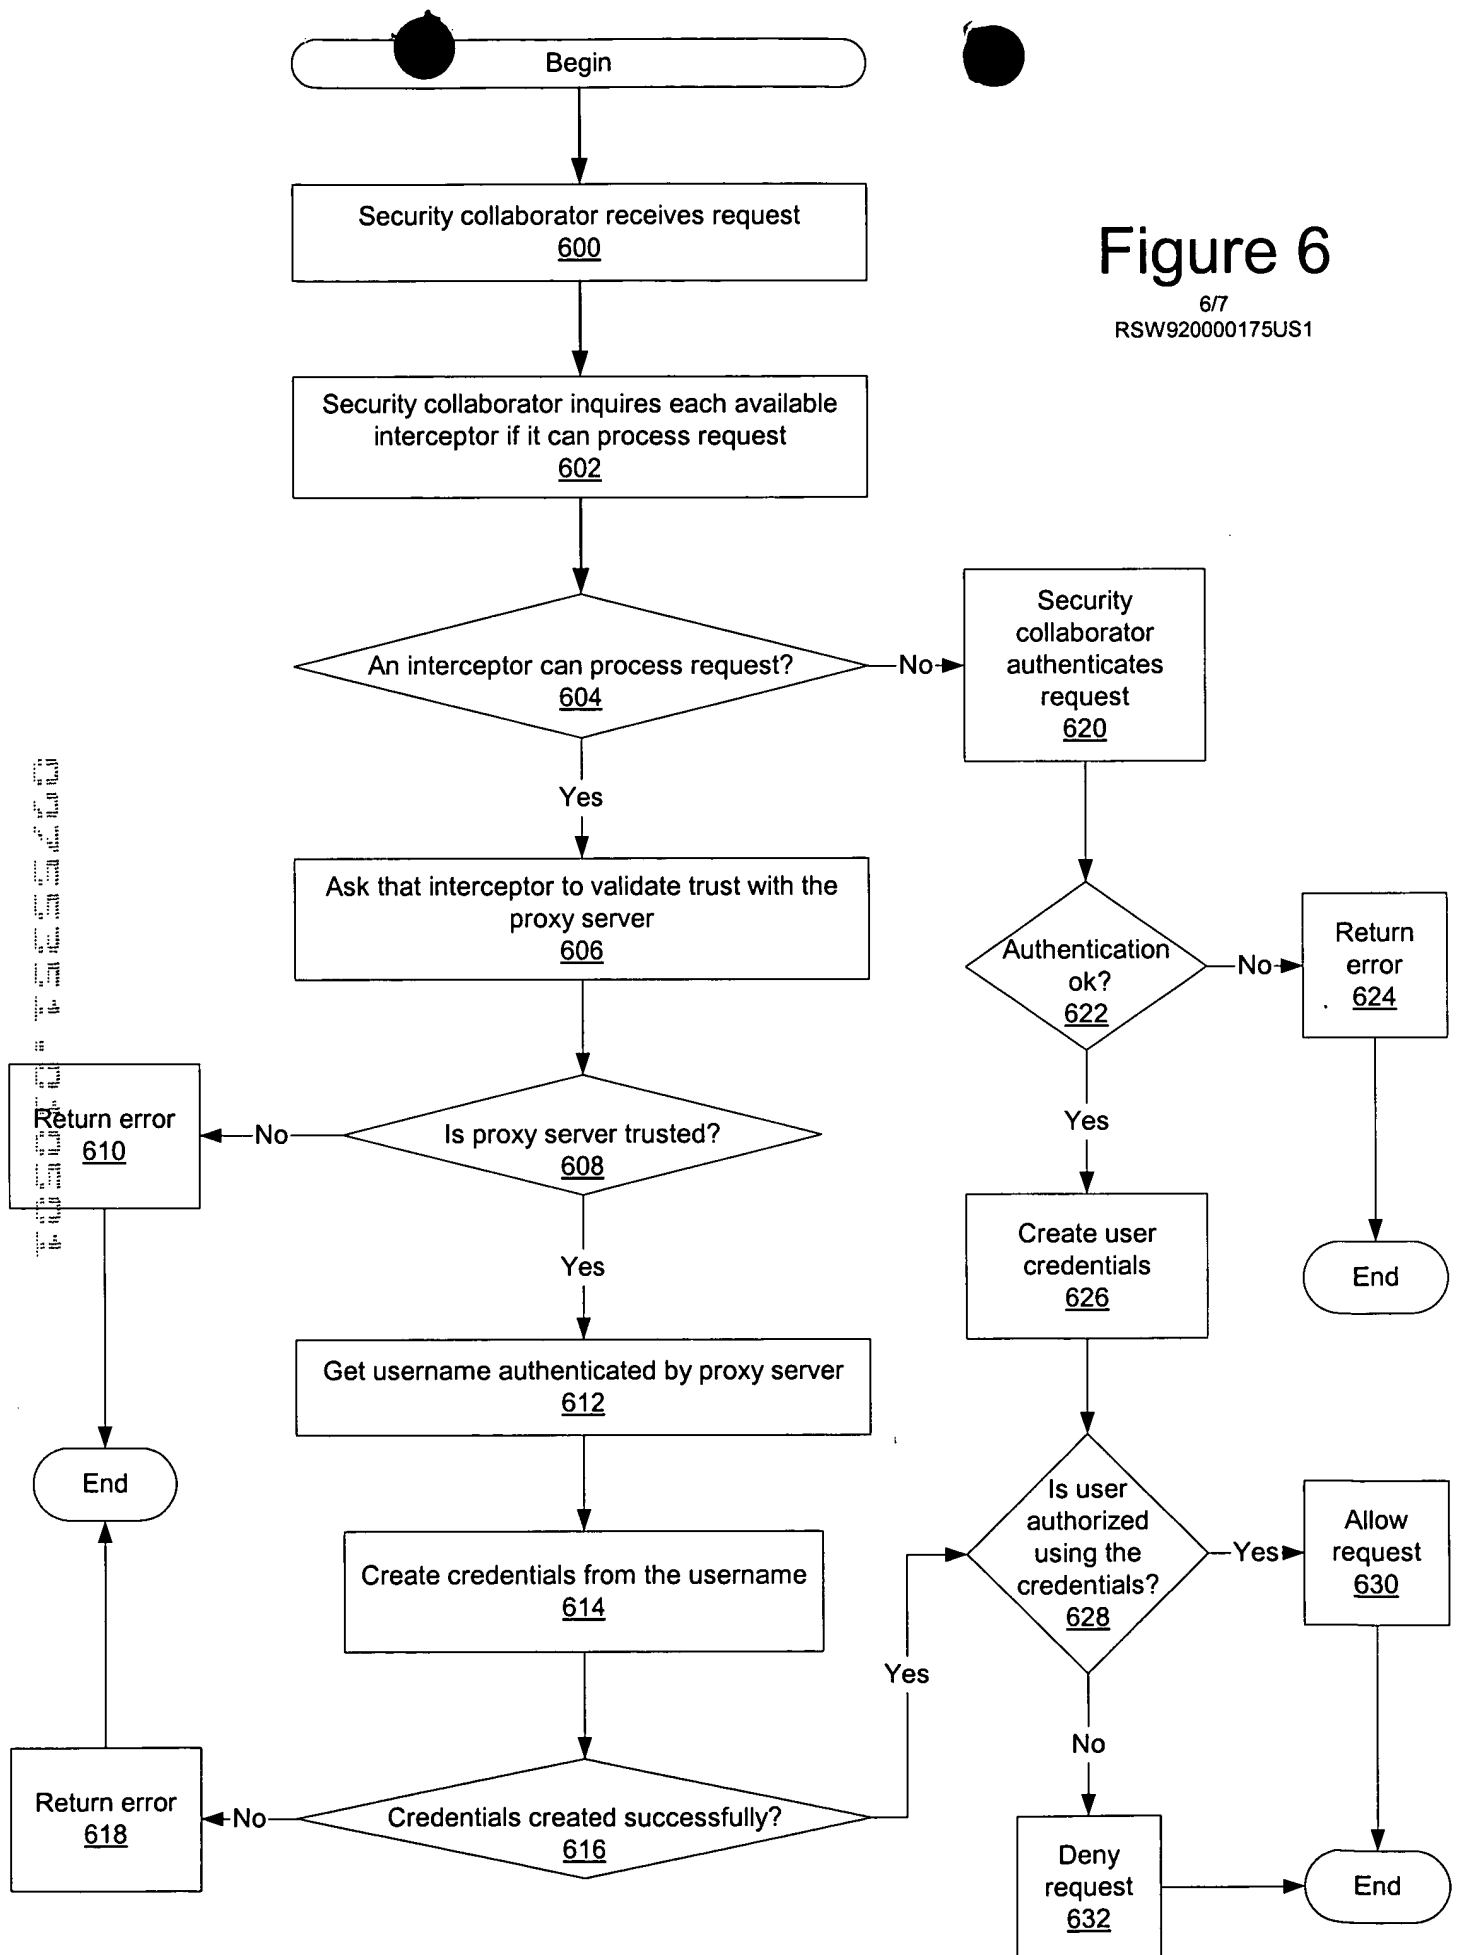 Begin
Security collaborator receives request
600
Figure 6
6/7
RSW920000175US1
Security collaborator inquires each available
interceptor if it can process request
602
An interceptor can process request?
604
No
Security
collaborator
authenticates
request
620
Yes
Ask that interceptor to validate trust with the
proxy server
606
Authentication
ok?
622
No
Return
error
624
Is proxy server trusted?
608
No
Return error
610
Yes
Yes
Create user
credentials
626
End
Get username authenticated by proxy server
612
End
Create credentials from the username
614
Is user
authorized
using the
credentials?
628
Yes
Allow
request
630
Yes
No
Credentials created successfully?
616
No
Return error
618
Deny
request
632
End